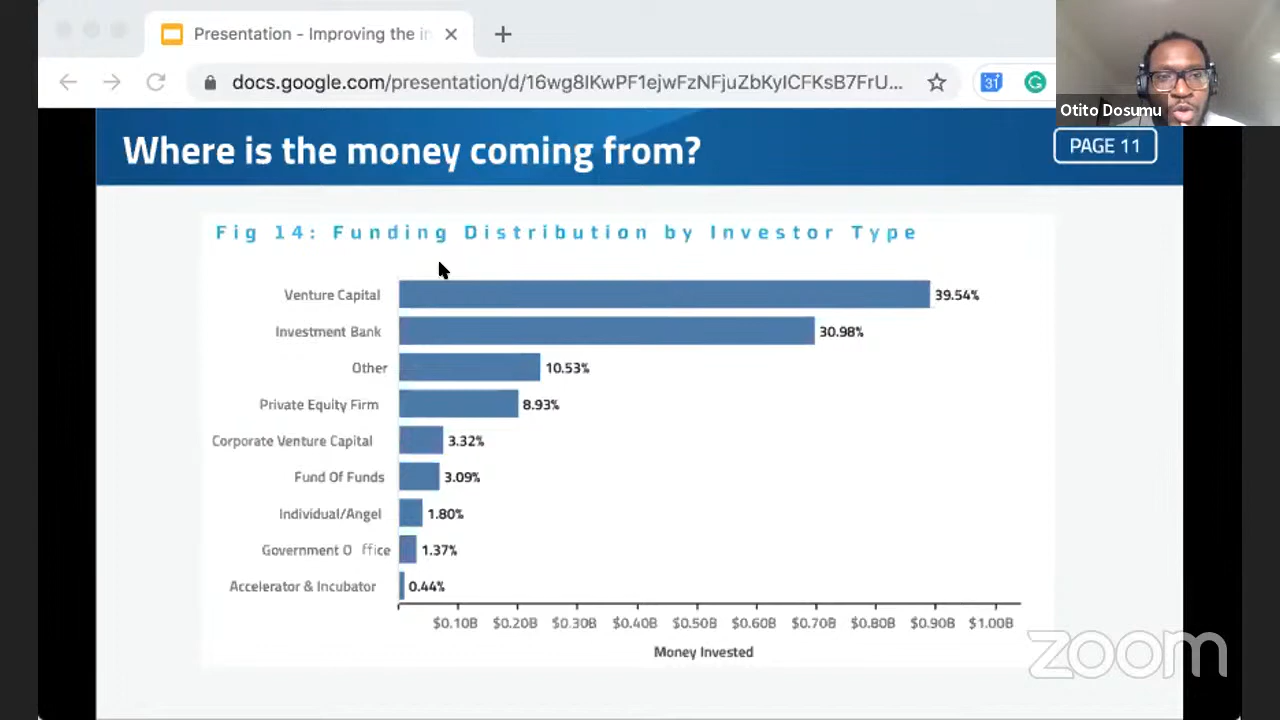 Presentation - Improving the in
docs.google.com/presentation/d/16wg8IKwPF1ejwFzNFjuZbKyICFKsB7FrU...
31
G
Otito Dosumu
Where is the money coming from?
PAGE 11
Fig 14: Funding Distribution by Investor Type
Venture Capital 39.54%
Investment Bank 30.98%
Other 10.53%
Private Equity Firm 8.93%
Corporate Venture Capital 3.32%
Fund Of Funds 3.09%
Individual/Angel 1.80%
Government O ffice 1.37%
Accelerator & Incubator 0.44%
$0.10B $0.20B $0.30B $0.40B $0.50B $0.60B $0.70B $0.80B $0.90B $1.00B
Money Invested
zoom